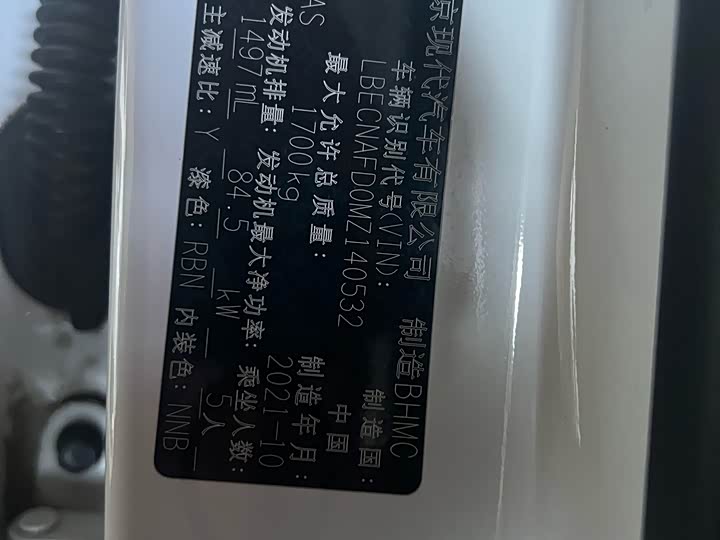 京现代汽车有限公司 制造BHMC
车辆识别代号(VIN): 制造国:
LBECNAFD0MZ140532 中国
最大允许总质量: 制造年月:
AS 1700kg 2021-10
发动机排量: 发动机最大净功率: 乘坐人数:
1497ml 84.5 kW 5人
主减速比: Y 漆色: RBN 内装色: NNB